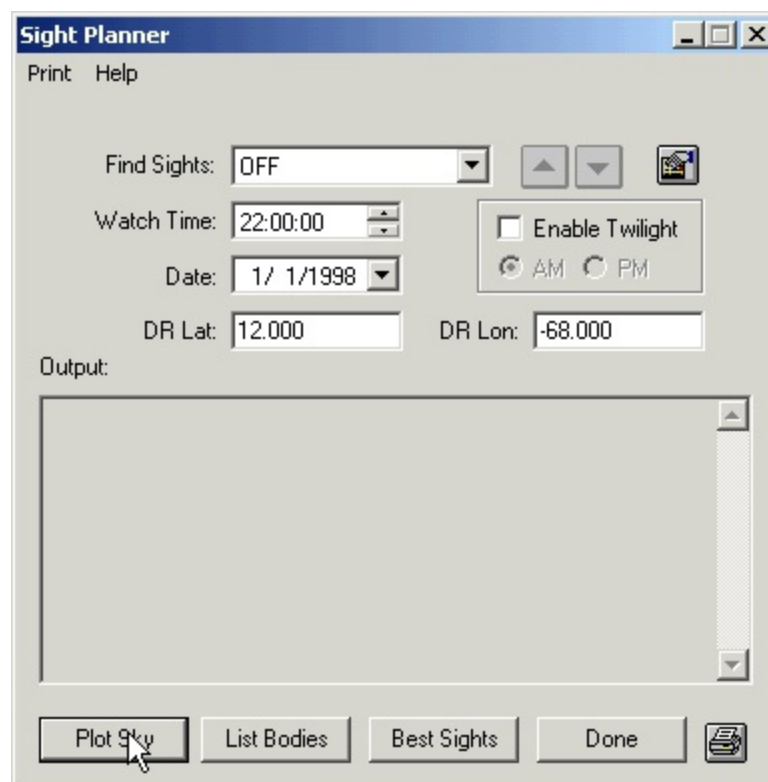 Sight Planner
Print Help
Find Sights: OFF
Watch Time: 22:00:00
Enable Twilight
AM PM
Date: 1/ 1/1998
DR Lat: 12.000 DR Lon: -68.000
Output:
Plot Sky List Bodies Best Sights Done